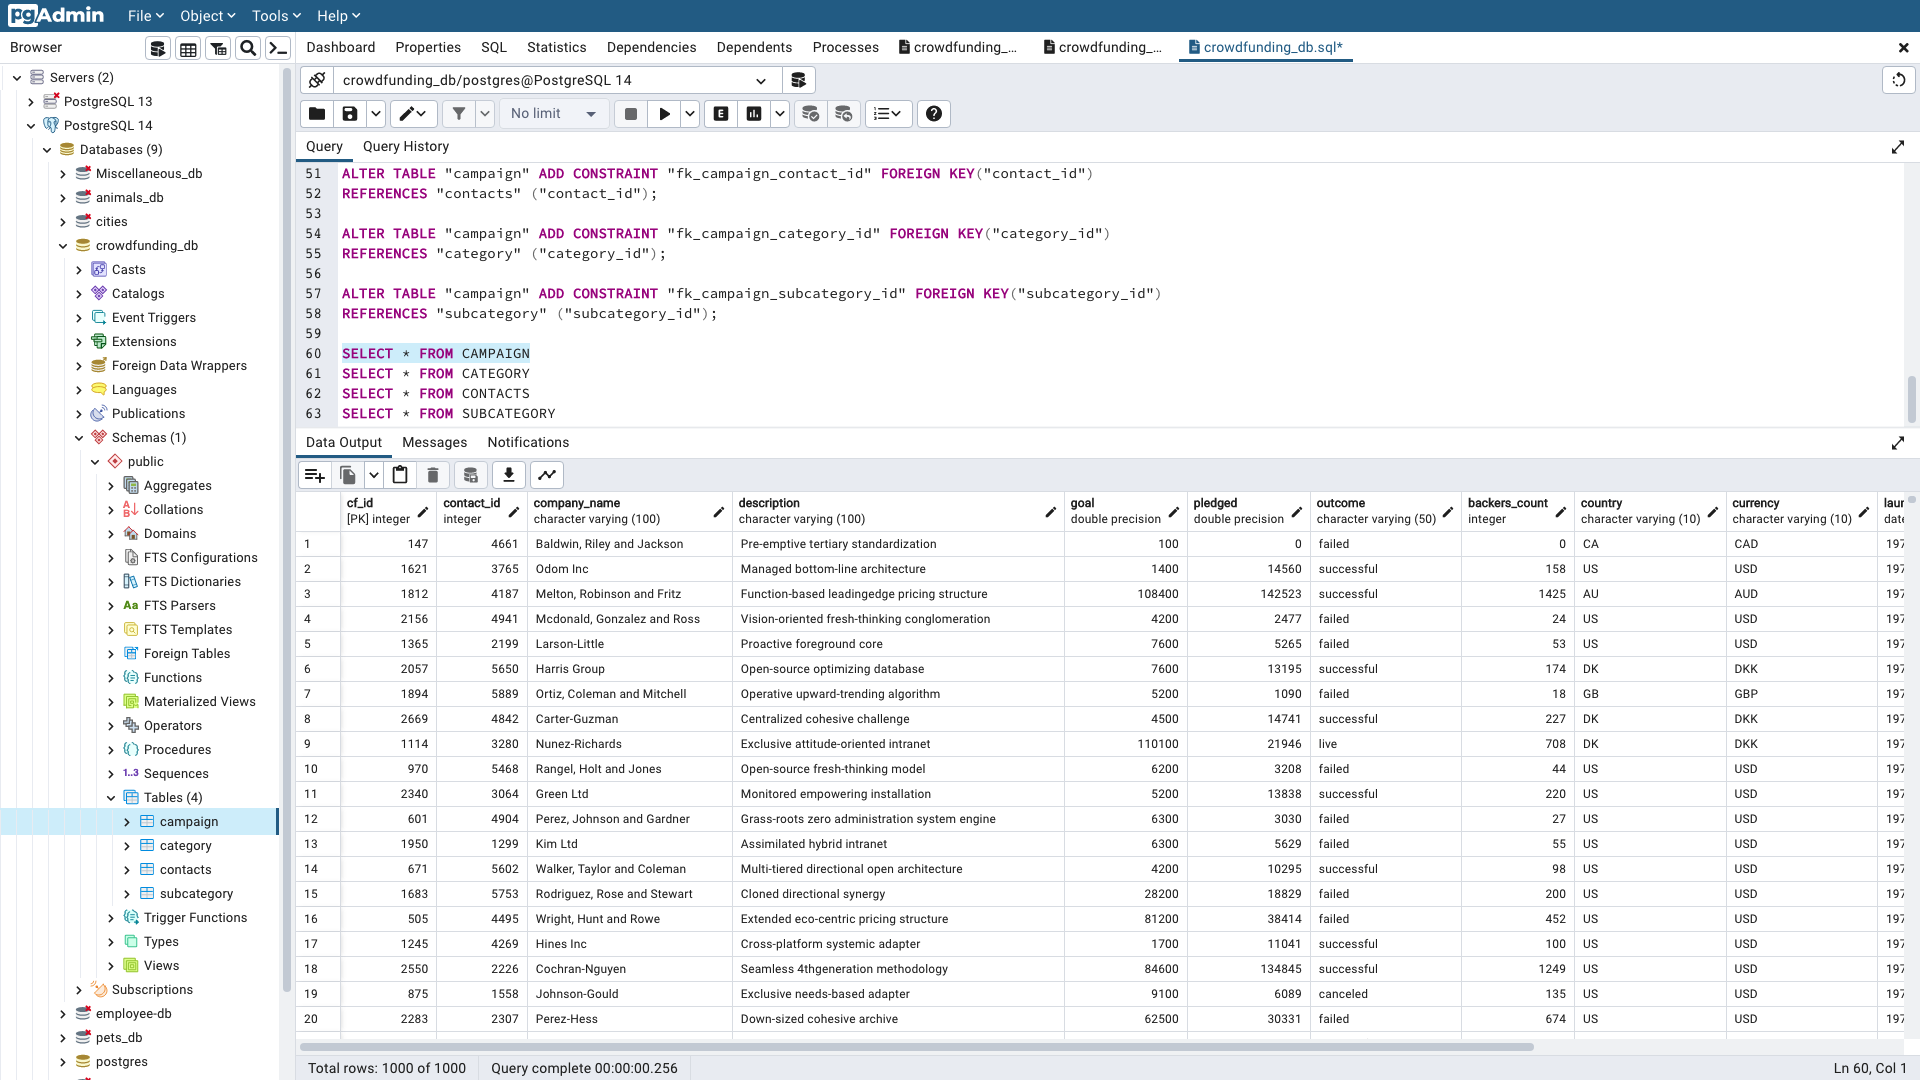 pgAdmin File Object Tools Help
Browser
Dashboard Properties SQL Statistics Dependencies Dependents Processes crowdfunding_... crowdfunding_... crowdfunding_db.sql*
Servers (2)
PostgreSQL 13
PostgreSQL 14
Databases (9)
Miscellaneous_db
animals_db
cities
crowdfunding_db
Casts
Catalogs
Event Triggers
Extensions
Foreign Data Wrappers
Languages
Publications
Schemas (1)
public
Aggregates
Collations
Domains
FTS Configurations
FTS Dictionaries
FTS Parsers
FTS Templates
Foreign Tables
Functions
Materialized Views
Operators
Procedures
1..3 Sequences
Tables (4)
campaign
category
contacts
subcategory
Trigger Functions
Types
Views
Subscriptions
employee-db
pets_db
postgres
crowdfunding_db/postgres@PostgreSQL 14
No limit E
Query Query History
51 ALTER TABLE "campaign" ADD CONSTRAINT "fk_campaign_contact_id" FOREIGN KEY("contact_id")
52 REFERENCES "contacts" ("contact_id");
53
54 ALTER TABLE "campaign" ADD CONSTRAINT "fk_campaign_category_id" FOREIGN KEY("category_id")
55 REFERENCES "category" ("category_id");
56
57 ALTER TABLE "campaign" ADD CONSTRAINT "fk_campaign_subcategory_id" FOREIGN KEY("subcategory_id")
58 REFERENCES "subcategory" ("subcategory_id");
59
60 SELECT * FROM CAMPAIGN
61 SELECT * FROM CATEGORY
62 SELECT * FROM CONTACTS
63 SELECT * FROM SUBCATEGORY
Data Output Messages Notifications
cf_id contact_id company_name description goal pledged outcome backers_count country currency laur
[PK] integer integer character varying (100) character varying (100) double precision double precision character varying (50) integer character varying (10) character varying (10) date
1 147 4661 Baldwin, Riley and Jackson Pre-emptive tertiary standardization 100 0 failed 0 CA CAD 197
2 1621 3765 Odom Inc Managed bottom-line architecture 1400 14560 successful 158 US USD 197
3 1812 4187 Melton, Robinson and Fritz Function-based leadingedge pricing structure 108400 142523 successful 1425 AU AUD 197
4 2156 4941 Mcdonald, Gonzalez and Ross Vision-oriented fresh-thinking conglomeration 4200 2477 failed 24 US USD 197
5 1365 2199 Larson-Little Proactive foreground core 7600 5265 failed 53 US USD 197
6 2057 5650 Harris Group Open-source optimizing database 7600 13195 successful 174 DK DKK 197
7 1894 5889 Ortiz, Coleman and Mitchell Operative upward-trending algorithm 5200 1090 failed 18 GB GBP 197
8 2669 4842 Carter-Guzman Centralized cohesive challenge 4500 14741 successful 227 DK DKK 197
9 1114 3280 Nunez-Richards Exclusive attitude-oriented intranet 110100 21946 live 708 DK DKK 197
10 970 5468 Rangel, Holt and Jones Open-source fresh-thinking model 6200 3208 failed 44 US USD 197
11 2340 3064 Green Ltd Monitored empowering installation 5200 13838 successful 220 US USD 197
12 601 4904 Perez, Johnson and Gardner Grass-roots zero administration system engine 6300 3030 failed 27 US USD 197
13 1950 1299 Kim Ltd Assimilated hybrid intranet 6300 5629 failed 55 US USD 197
14 671 5602 Walker, Taylor and Coleman Multi-tiered directional open architecture 4200 10295 successful 98 US USD 197
15 1683 5753 Rodriguez, Rose and Stewart Cloned directional synergy 28200 18829 failed 200 US USD 197
16 505 4495 Wright, Hunt and Rowe Extended eco-centric pricing structure 81200 38414 failed 452 US USD 197
17 1245 4269 Hines Inc Cross-platform systemic adapter 1700 11041 successful 100 US USD 197
18 2550 2226 Cochran-Nguyen Seamless 4thgeneration methodology 84600 134845 successful 1249 US USD 197
19 875 1558 Johnson-Gould Exclusive needs-based adapter 9100 6089 canceled 135 US USD 197
20 2283 2307 Perez-Hess Down-sized cohesive archive 62500 30331 failed 674 US USD 197
Total rows: 1000 of 1000 Query complete 00:00:00.256 Ln 60, Col 1